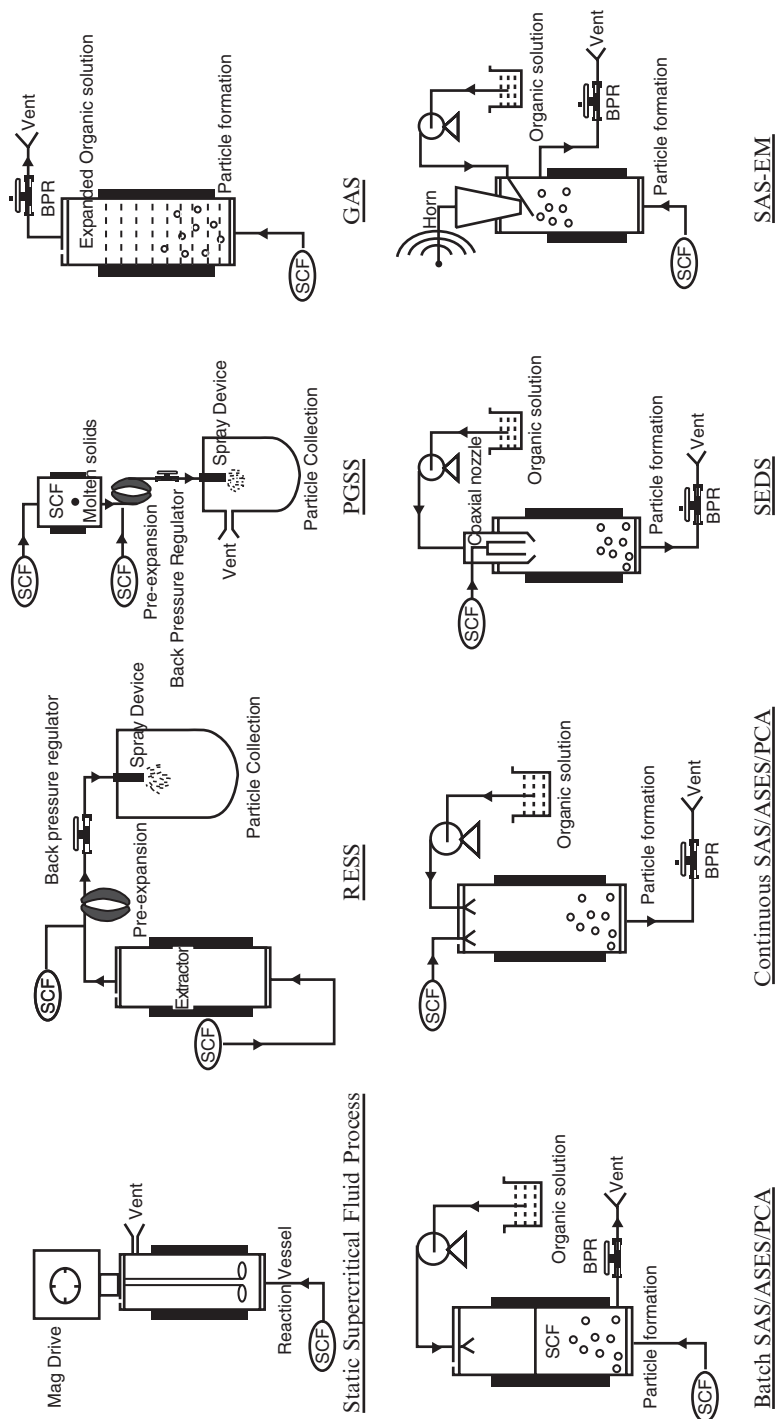 Mag Drive
Vent
Reaction Vessel
SCF
Static Supercritical Fluid Process
SCF
Extractor
SCF
Pre-expansion
Back pressure regulator
Spray Device
Particle Collection
RESS
SCF
SCF
Molten solids
SCF
Pre-expansion
Back Pressure Regulator
Spray Device
Vent
Particle Collection
PGSS
BPR
Vent
Expanded Organic solution
Particle formation
SCF
GAS
Organic solution
SCF
BPR
Vent
Particle formation
SCF
Batch SAS/ASES/PCA
SCF
Organic solution
Particle formation
BPR
Vent
Continuous SAS/ASES/PCA
SCF
Coaxial nozzle
Organic solution
Particle formation
BPR
Vent
SEDS
Horn
Organic solution
BPR
Vent
Particle formation
SCF
SAS-EM